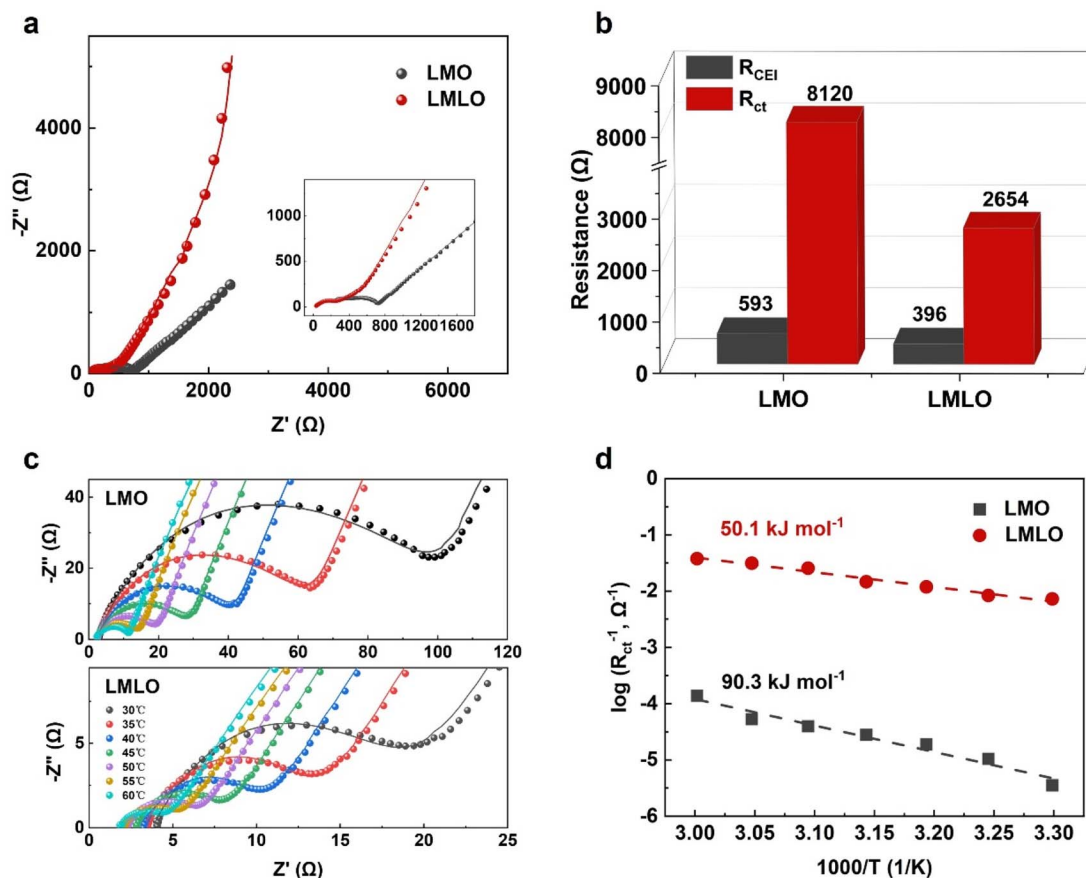 a
LMO
LMLO
-Z'' (Ω)
4000
2000
0
0 2000 4000 6000
Z' (Ω)
1000
500
0
0 400 800 1200 1600
b
R_CEI
R_ct
Resistance (Ω)
9000
8000
3000
2000
1000
0
593
8120
396
2654
LMO
LMLO
c
LMO
-Z'' (Ω)
40
20
0
0 20 40 60 80 100 120
LMLO
30℃
35℃
40℃
45℃
50℃
55℃
60℃
-Z'' (Ω)
5
0
0 5 10 15 20 25
Z' (Ω)
d
LMO
LMLO
50.1 kJ mol⁻¹
90.3 kJ mol⁻¹
log (R_ct⁻¹, Ω⁻¹)
-0
-1
-2
-3
-4
-5
-6
3.00 3.05 3.10 3.15 3.20 3.25 3.30
1000/T (1/K)